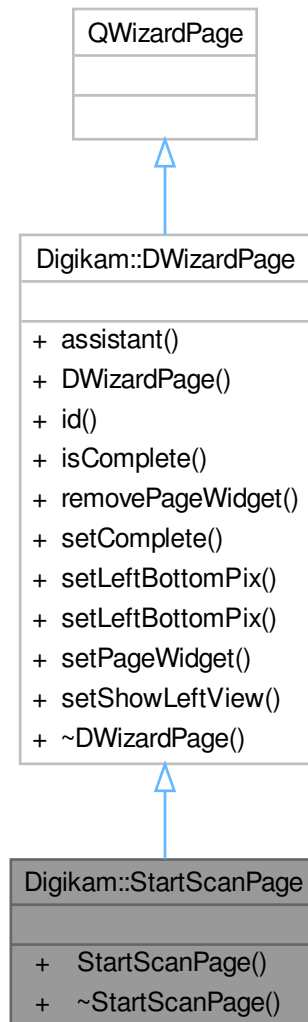 QWizardPage
Digikam::DWizardPage
+ assistant()
+ DWizardPage()
+ id()
+ isComplete()
+ removePageWidget()
+ setComplete()
+ setLeftBottomPix()
+ setLeftBottomPix()
+ setPageWidget()
+ setShowLeftView()
+ ~DWizardPage()
Digikam::StartScanPage
+ StartScanPage()
+ ~StartScanPage()